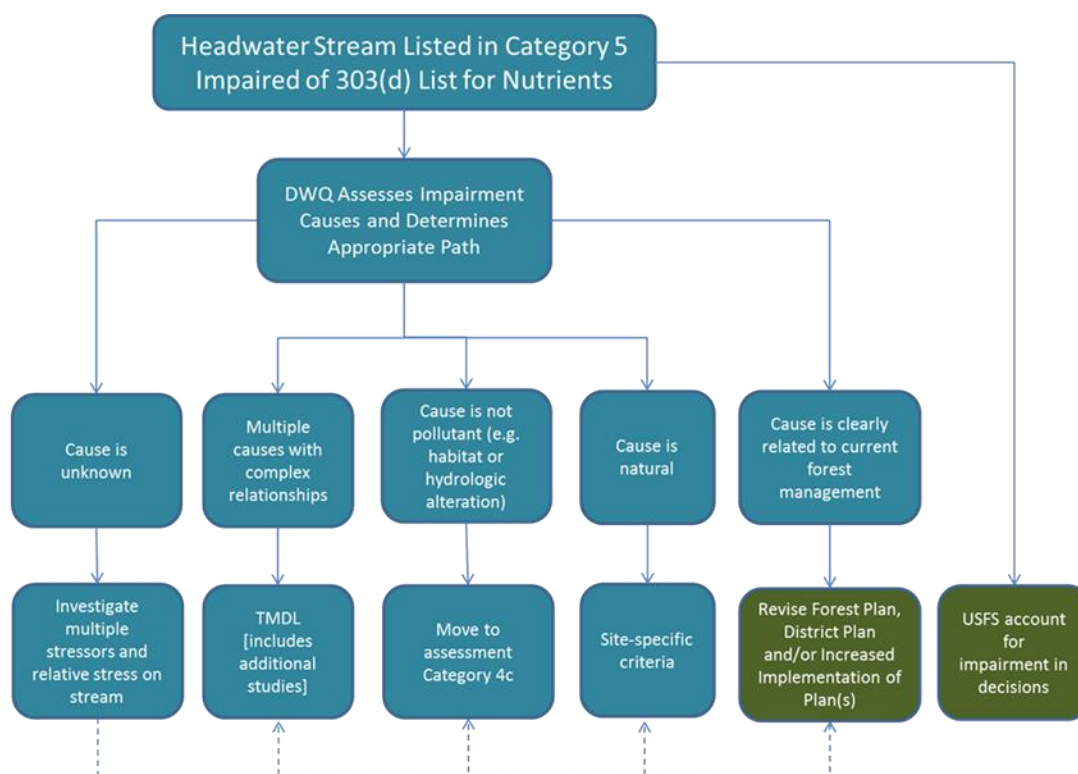 Headwater Stream Listed in Category 5
Impaired of 303(d) List for Nutrients
DWQ Assesses Impairment
Causes and Determines
Appropriate Path
Cause is
unknown
Multiple
causes with
complex
relationships
Cause is not
pollutant (e.g.
habitat or
hydrologic
alteration)
Cause is
natural
Cause is clearly
related to current
forest
management
Investigate
multiple
stressors and
relative stress on
stream
TMDL
[includes
additional
studies]
Move to
assessment
Category 4c
Site-specific
criteria
Revise Forest Plan,
District Plan
and/or Increased
Implementation of
Plan(s)
USFS account
for
impairment in
decisions